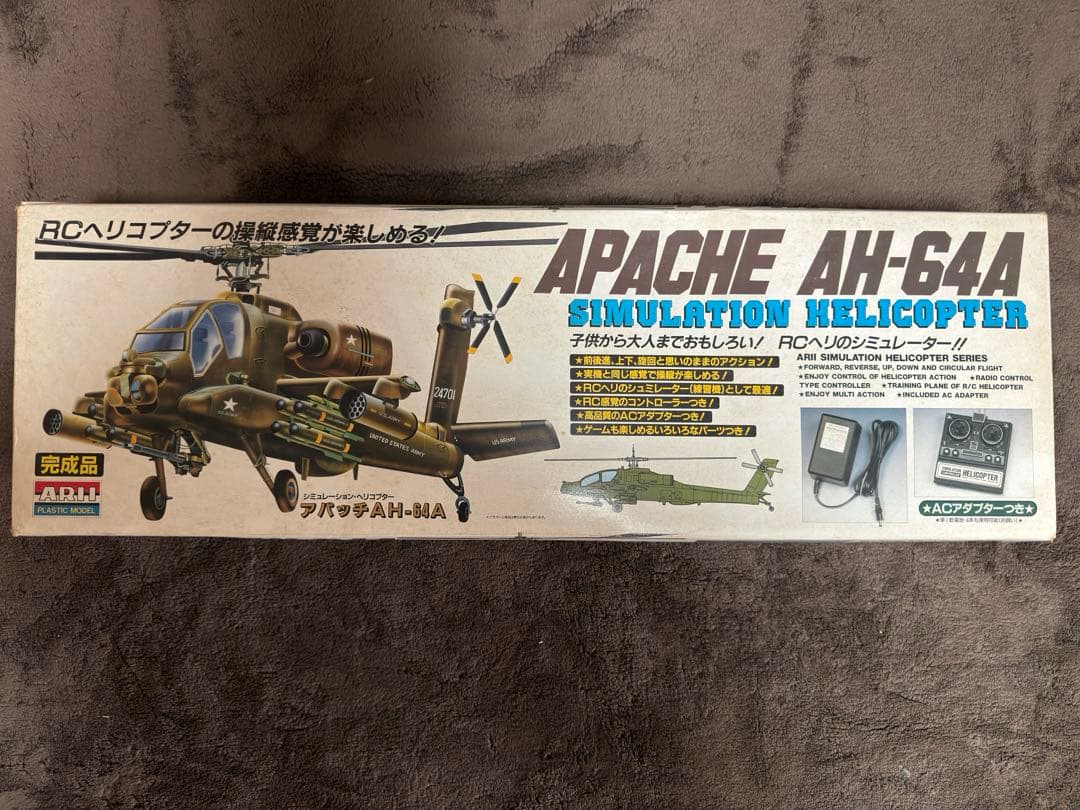 RCヘリコプターの操縦感覚が楽しめる!
APACHE AH-64A
SIMULATION HELICOPTER
子供から大人までおもしろい! RCヘリのシミュレーター!!
★前後進、上下、旋回と思いのままのアクション!
★実機と同じ感覚で操縦が楽しめる!
★RCヘリのシュミレーター(練習機)として最適!
★RC感覚のコントローラーつき!
★高品質のACアダプターつき!
★ゲームも楽しめるいろいろなパーツつき!
ARII SIMULATION HELICOPTER SERIES
★FORWARD, REVERSE, UP, DOWN AND CIRCULAR FLIGHT
★ENJOY CONTROL OF HELICOPTER ACTION ★RADIO CONTROL
TYPE CONTROLLER ★TRAINING PLANE OF R/C HELICOPTER
★ENJOY MULTI ACTION ★INCLUDED AC ADAPTER
24701
UNITED STATES ARMY
US ARMY
完成品
ARII
PLASTIC MODEL
シミュレーション・ヘリコプター
アパッチAH-64A
SIMULATION
HELICOPTER
★ACアダプターつき★